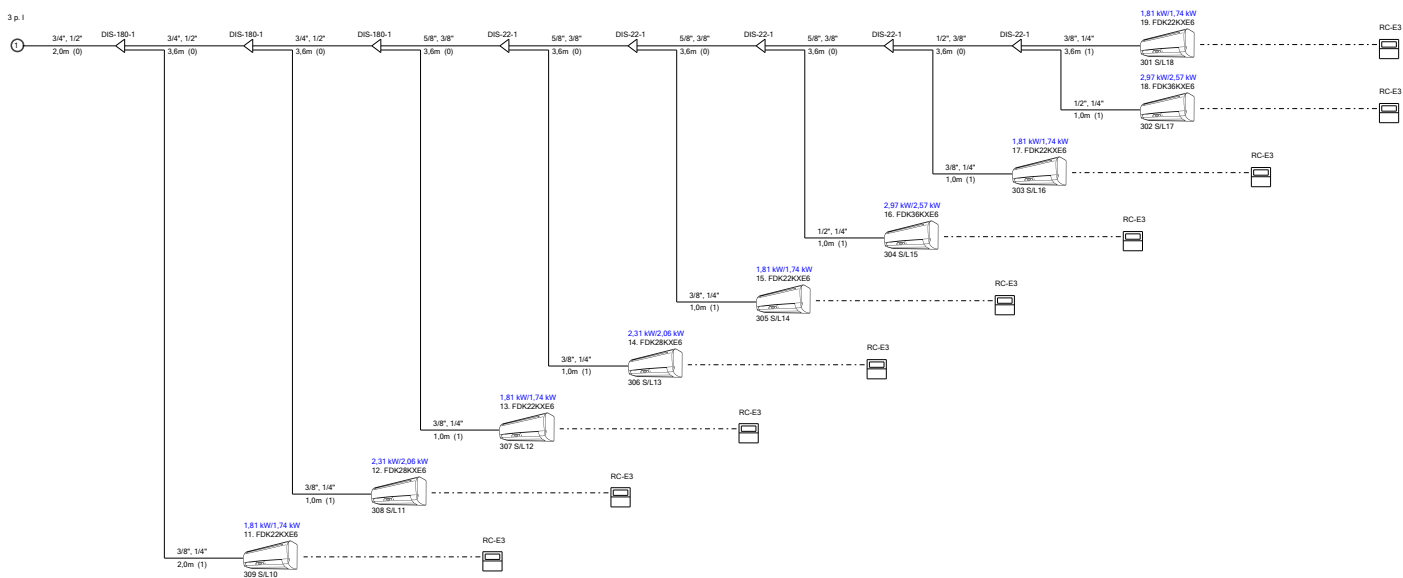 3 p. l
1
3/4", 1/2"
2,0m (0)
DIS-180-1
3/4", 1/2"
3,6m (0)
DIS-180-1
3/4", 1/2"
3,6m (0)
DIS-180-1
5/8", 3/8"
3,6m (0)
DIS-22-1
5/8", 3/8"
3,6m (0)
DIS-22-1
5/8", 3/8"
3,6m (0)
DIS-22-1
5/8", 3/8"
3,6m (0)
DIS-22-1
1/2", 3/8"
3,6m (0)
DIS-22-1
3/8", 1/4"
3,6m (1)
1,81 kW/1,74 kW
19. FDK22KXE6
301 S/L18
RC-E3
1/2", 1/4"
1,0m (1)
2,97 kW/2,57 kW
18. FDK36KXE6
302 S/L17
RC-E3
3/8", 1/4"
1,0m (1)
1,81 kW/1,74 kW
17. FDK22KXE6
303 S/L16
RC-E3
1/2", 1/4"
1,0m (1)
2,97 kW/2,57 kW
16. FDK36KXE6
304 S/L15
RC-E3
3/8", 1/4"
1,0m (1)
1,81 kW/1,74 kW
15. FDK22KXE6
305 S/L14
RC-E3
3/8", 1/4"
1,0m (1)
2,31 kW/2,06 kW
14. FDK28KXE6
306 S/L13
RC-E3
3/8", 1/4"
1,0m (1)
1,81 kW/1,74 kW
13. FDK22KXE6
307 S/L12
RC-E3
3/8", 1/4"
1,0m (1)
2,31 kW/2,06 kW
12. FDK28KXE6
308 S/L11
RC-E3
3/8", 1/4"
2,0m (1)
1,81 kW/1,74 kW
11. FDK22KXE6
309 S/L10
RC-E3